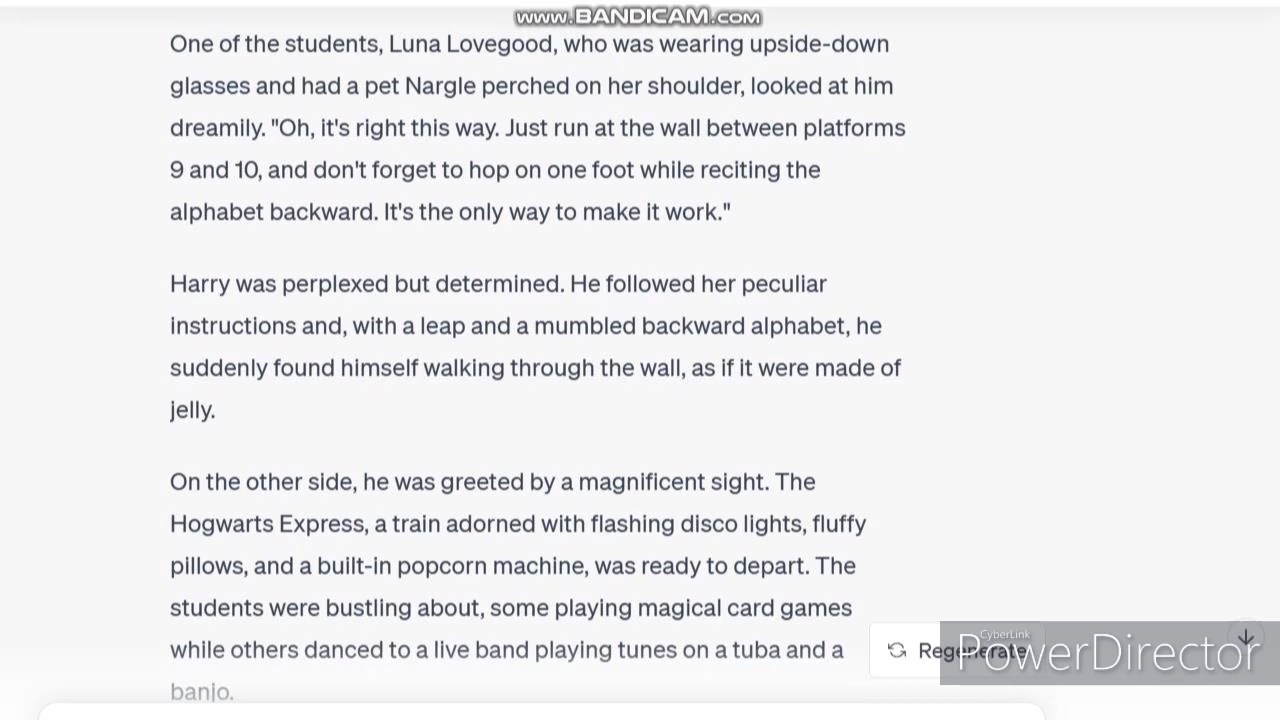 www.BANDICAM.com
One of the students, Luna Lovegood, who was wearing upside-down
glasses and had a pet Nargle perched on her shoulder, looked at him
dreamily. "Oh, it's right this way. Just run at the wall between platforms
9 and 10, and don't forget to hop on one foot while reciting the
alphabet backward. It's the only way to make it work."
Harry was perplexed but determined. He followed her peculiar
instructions and, with a leap and a mumbled backward alphabet, he
suddenly found himself walking through the wall, as if it were made of
jelly.
On the other side, he was greeted by a magnificent sight. The
Hogwarts Express, a train adorned with flashing disco lights, fluffy
pillows, and a built-in popcorn machine, was ready to depart. The
students were bustling about, some playing magical card games
while others danced to a live band playing tunes on a tuba and a
banjo.
Regenerate
CyberLink
PowerDirector